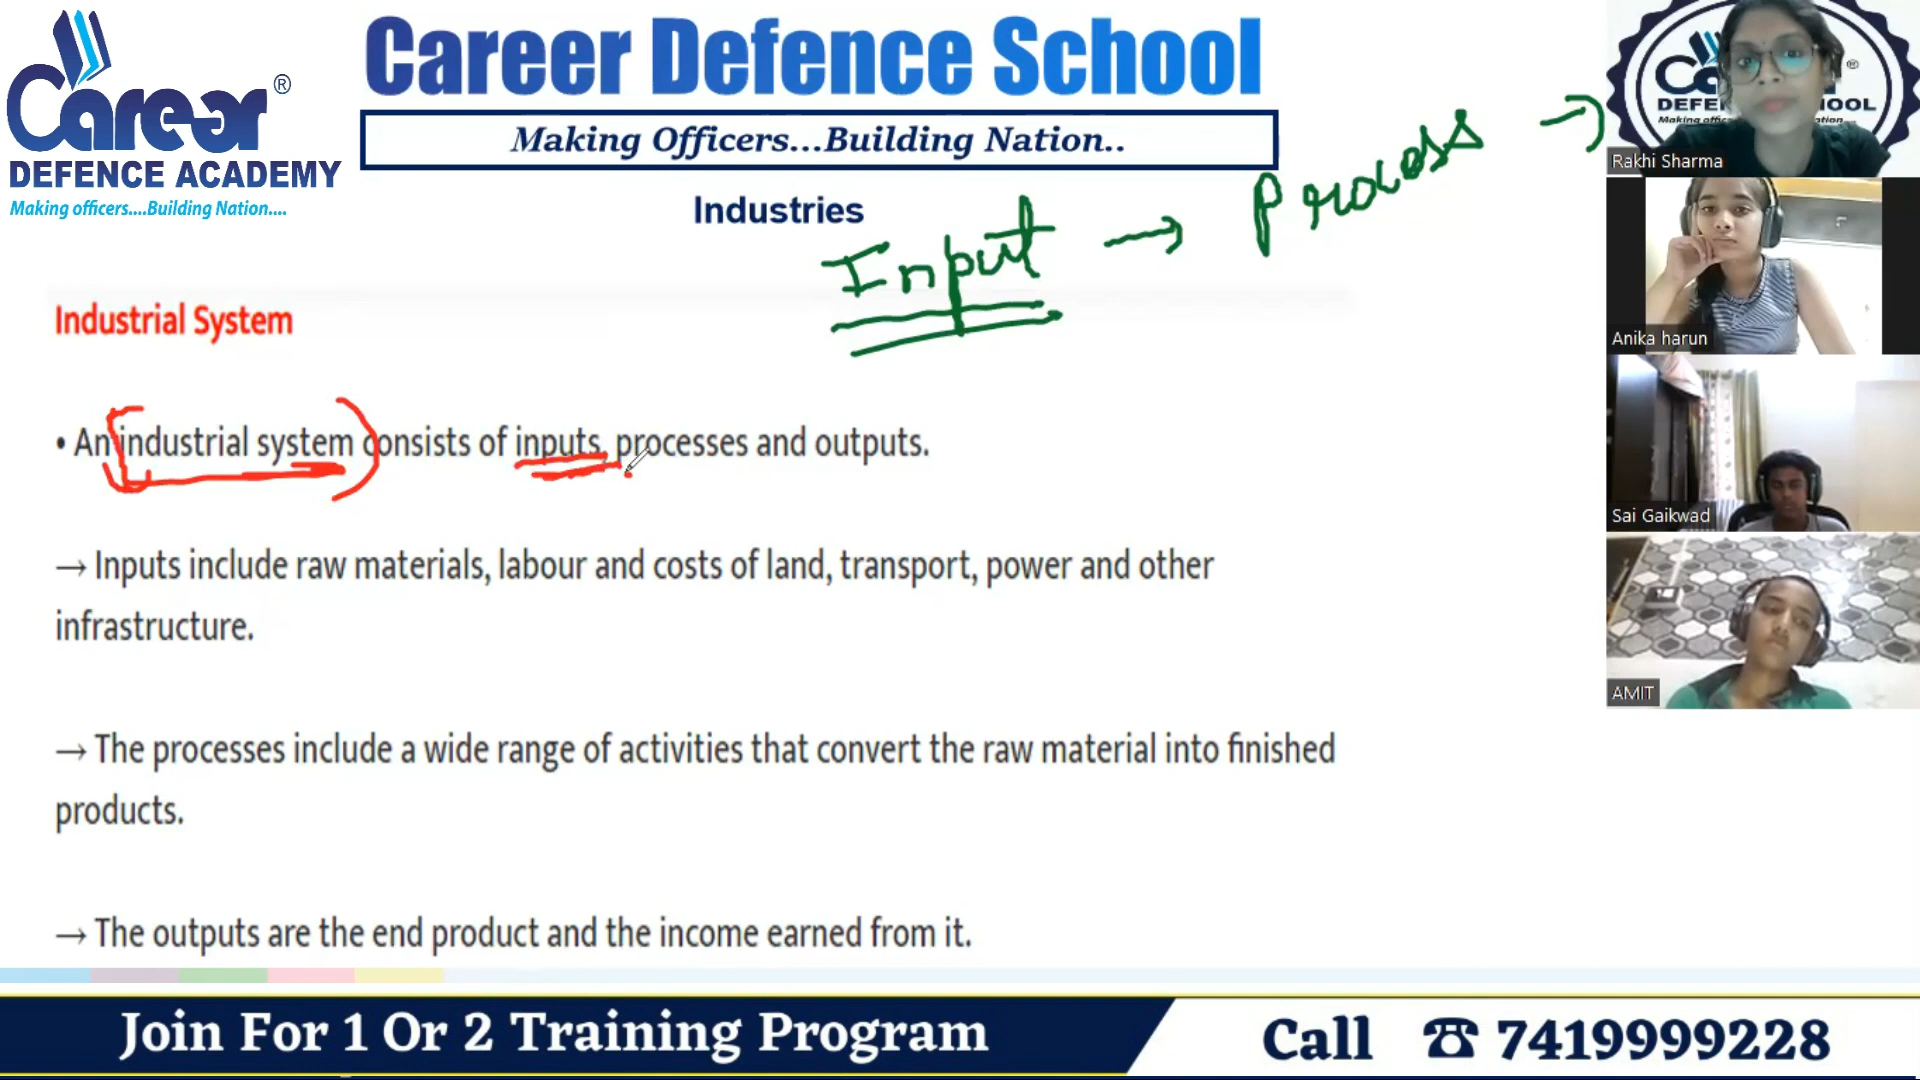 Career
®
DEFENCE ACADEMY
Making officers....Building Nation....
Career Defence School
Making Officers...Building Nation..
Industries
Input → Process →
Industrial System
• An industrial system consists of inputs, processes and outputs.
→ Inputs include raw materials, labour and costs of land, transport, power and other
infrastructure.
→ The processes include a wide range of activities that convert the raw material into finished
products.
→ The outputs are the end product and the income earned from it.
Join For 1 Or 2 Training Program
Call ☎ 7419999228
®
Rakhi Sharma
Anika harun
Sai Gaikwad
AMIT